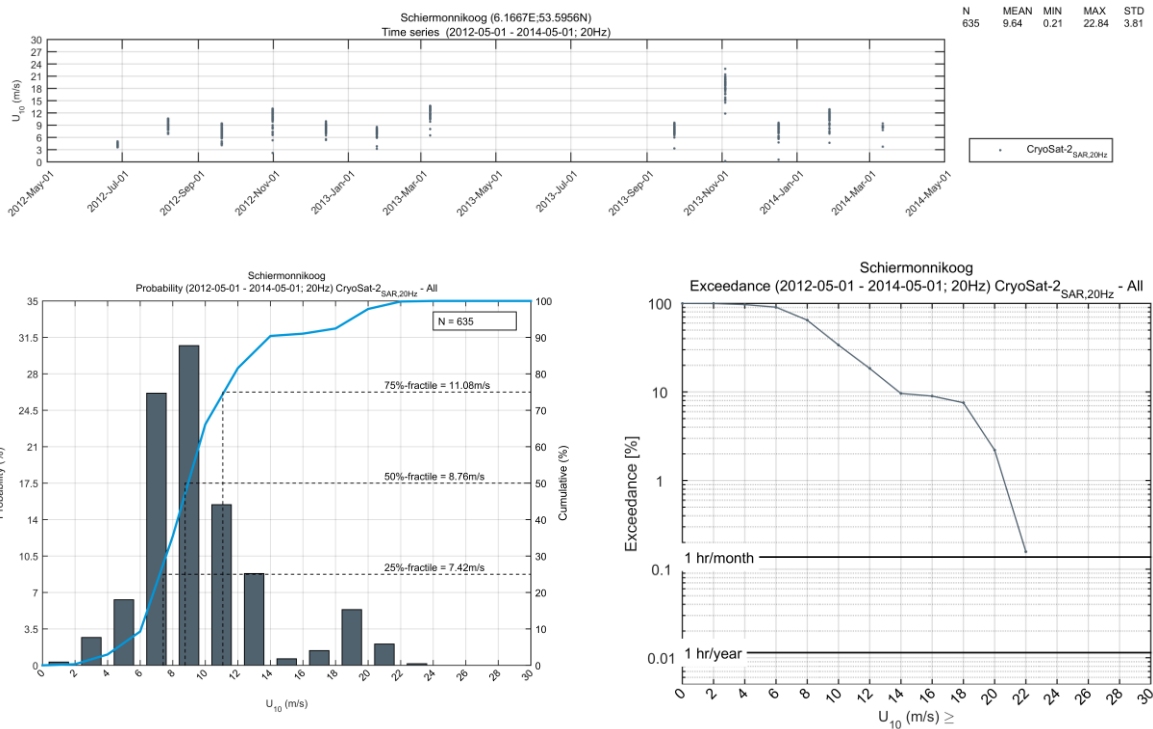 Schiermonnikoog (6.1667E;53.5956N)
Time series (2012-05-01 - 2014-05-01; 20Hz)
N MEAN MIN MAX STD
635 9.64 0.21 22.84 3.81
U10 (m/s)
30
27
24
21
18
15
12
9
6
3
0
2012-May-01
2012-Jul-01
2012-Sep-01
2012-Nov-01
2013-Jan-01
2013-Mar-01
2013-May-01
2013-Jul-01
2013-Sep-01
2013-Nov-01
2014-Jan-01
2014-Mar-01
2014-May-01
CryoSat-2SAR,20Hz
Schiermonnikoog
Probability (2012-05-01 - 2014-05-01; 20Hz) CryoSat-2SAR,20Hz - All
Probability (%)
35
31.5
28
24.5
21
17.5
14
10.5
7
3.5
0
N = 635
75%-fractile = 11.08m/s
50%-fractile = 8.76m/s
25%-fractile = 7.42m/s
100
90
80
70
60
50
40
30
20
10
0
Cumulative (%)
0 2 4 6 8 10 12 14 16 18 20 22 24 26 28 30
U10 (m/s)
Schiermonnikoog
Exceedance (2012-05-01 - 2014-05-01; 20Hz) CryoSat-2SAR,20Hz - All
Exceedance [%]
100
10
1
0.1
0.01
1 hr/month
1 hr/year
0 2 4 6 8 10 12 14 16 18 20 22 24 26 28 30
U10 (m/s) ≥